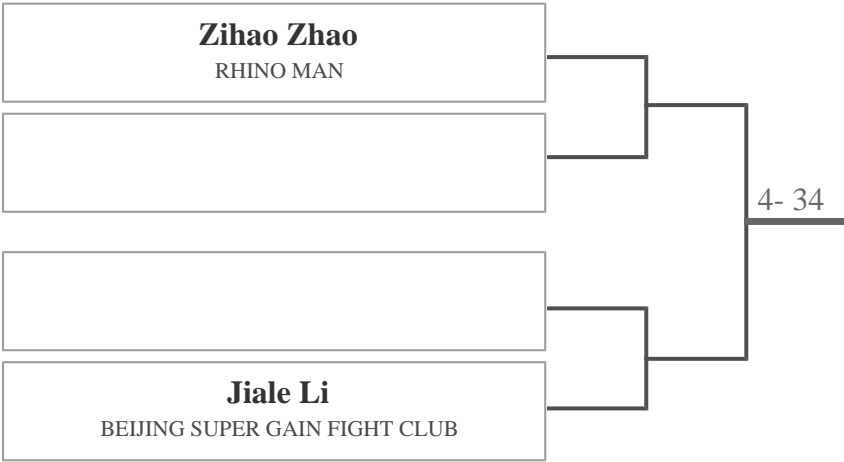 Zihao Zhao
RHINO MAN
4- 34
Jiale Li
BEIJING SUPER GAIN FIGHT CLUB